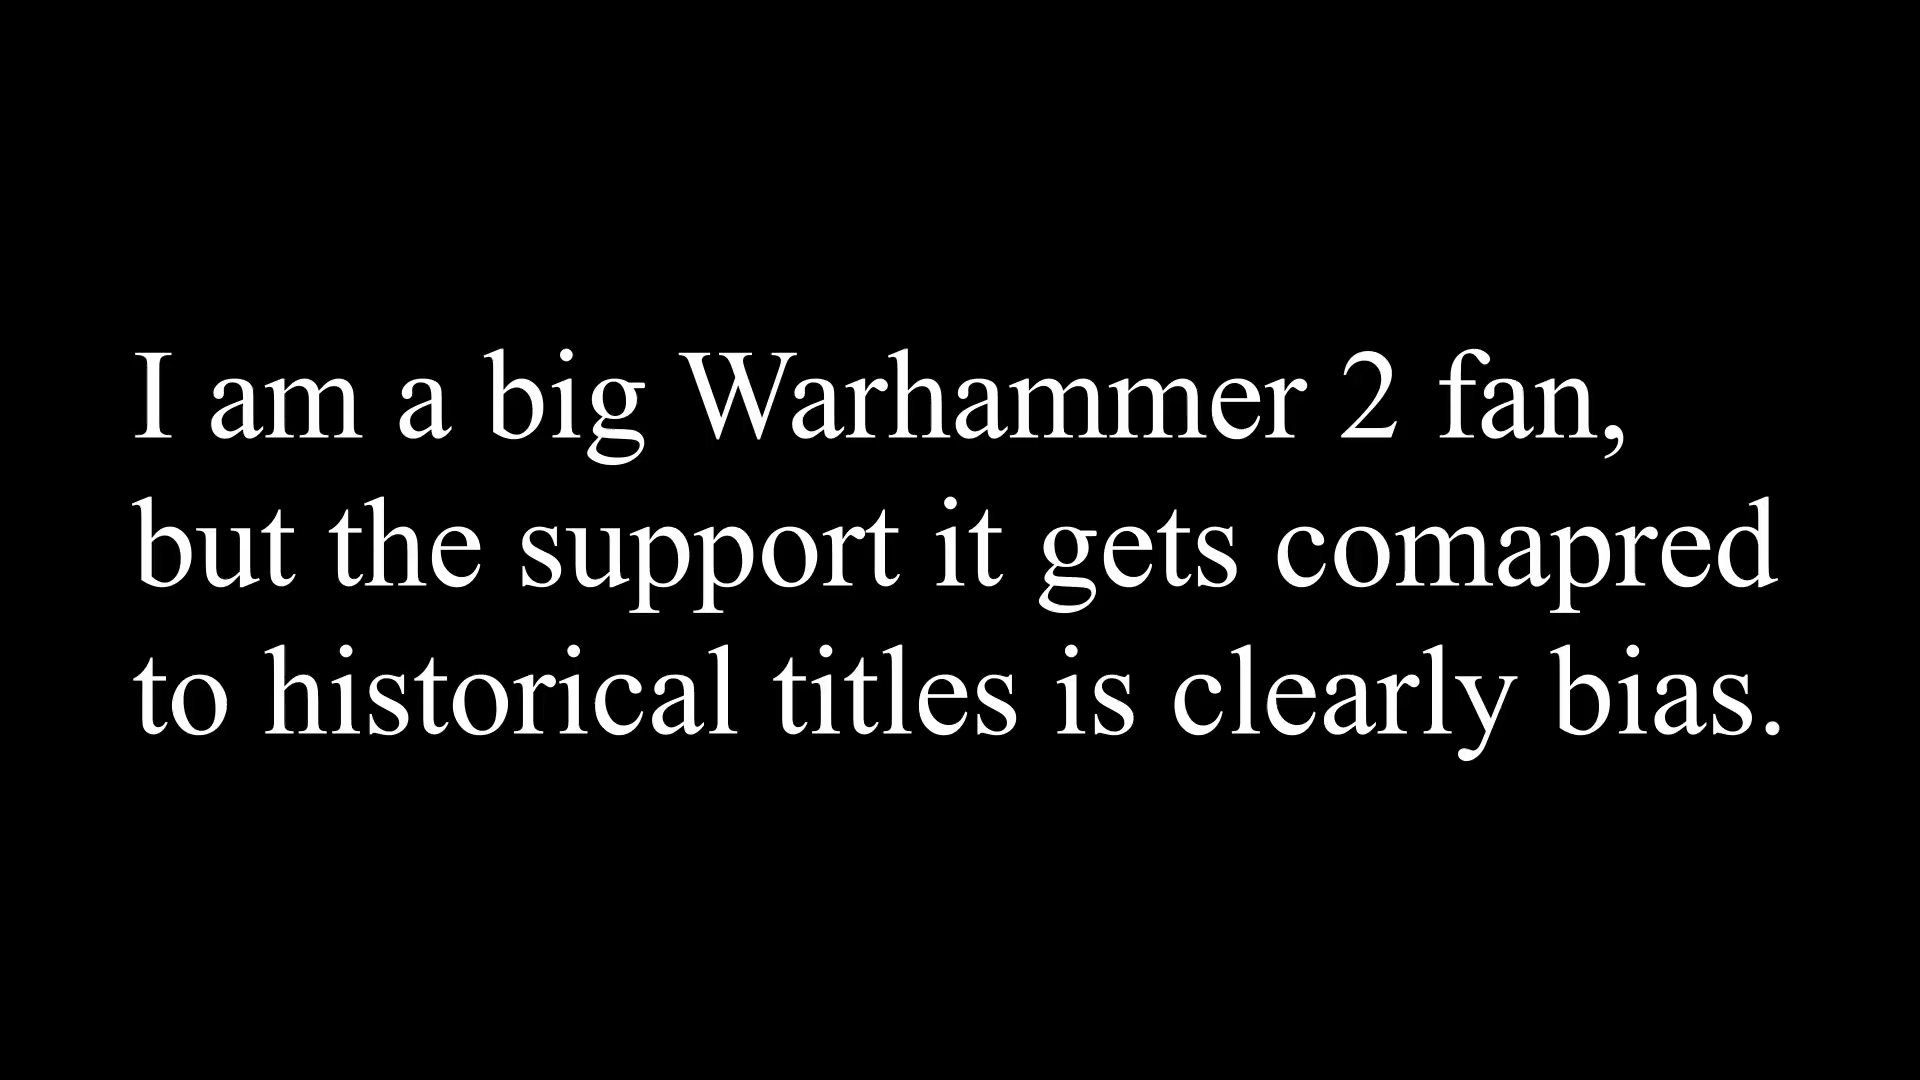 I am a big Warhammer 2 fan,
but the support it gets comapred
to historical titles is clearly bias.